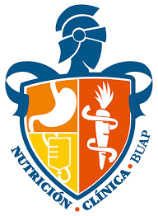 NUTRICIÓN · CLÍNICA · BUAP